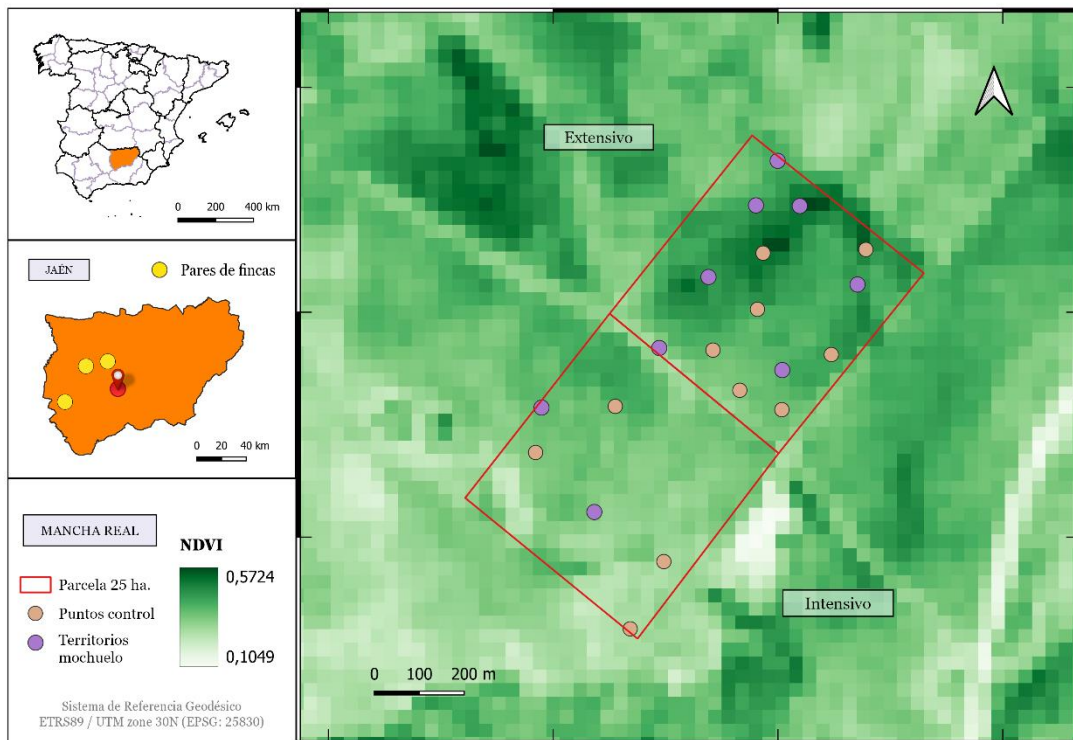 0 200 400 km
JAÉN
Pares de fincas
0 20 40 km
MANCHA REAL
NDVI
0,5724
0,1049
Parcela 25 ha.
Puntos control
Territorios
mochuelo
Sistema de Referencia Geodésico
ETRS89 / UTM zone 30N (EPSG: 25830)
Extensivo
Intensivo
0 100 200 m